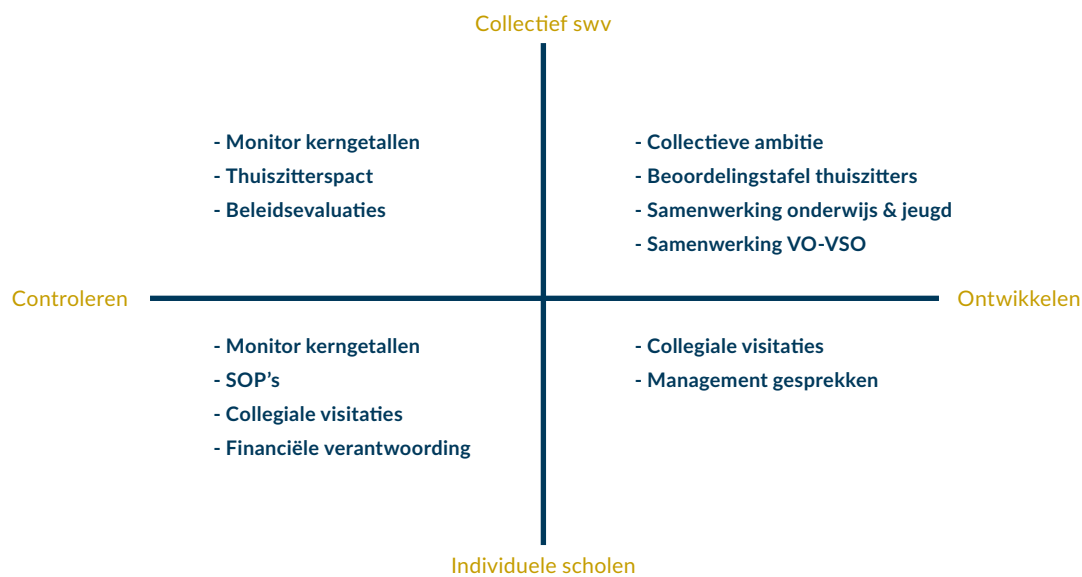 Collectief swv
- Monitor kerngetallen
- Thuiszitterspact
- Beleidsevaluaties
- Collectieve ambitie
- Beoordelingstafel thuiszitters
- Samenwerking onderwijs & jeugd
- Samenwerking VO-VSO
Controleren
Ontwikkelen
- Monitor kerngetallen
- SOP's
- Collegiale visitaties
- Financiële verantwoording
- Collegiale visitaties
- Management gesprekken
Individuele scholen